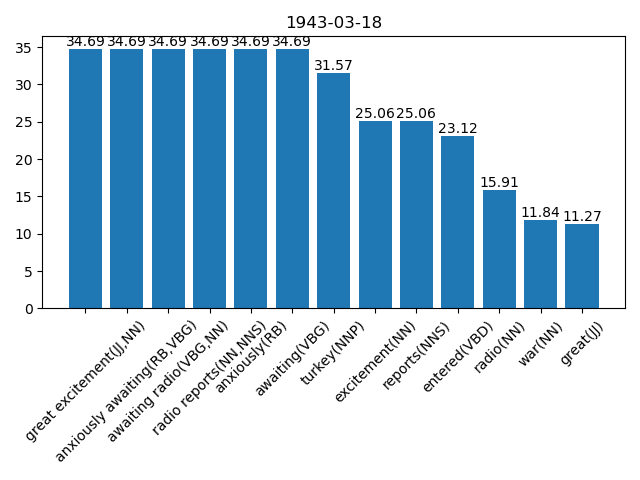 1943-03-18
34.69 34.69 34.69 34.69 34.69 34.69 31.57 25.06 25.06 23.12 15.91 11.84 11.27
35
30
25
20
15
10
5
0
great excitement(JJ,NN)
anxiously awaiting(RB,VBG)
awaiting radio(VBG,NN)
radio reports(NN,NNS)
anxiously(RB)
awaiting(VBG)
turkey(NNP)
excitement(NN)
reports(NNS)
entered(VBD)
radio(NN)
war(NN)
great(JJ)